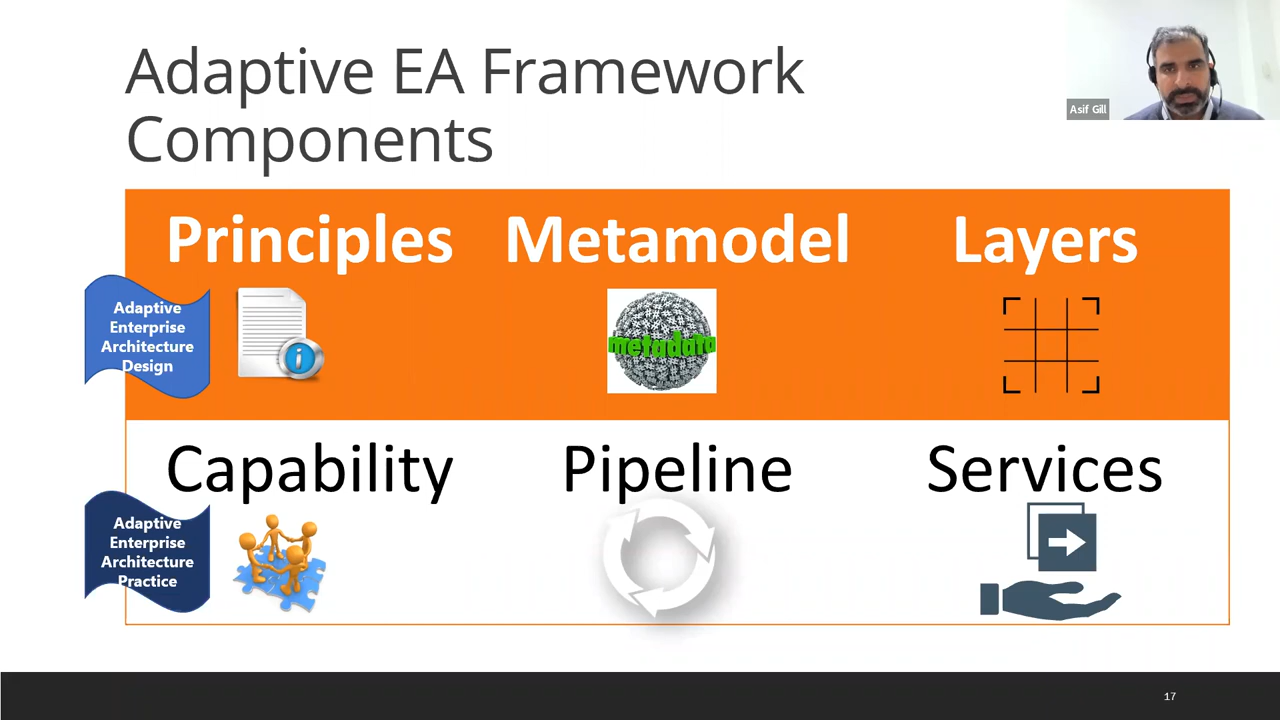 Adaptive EA Framework
Components
Asif Gill
Principles Metamodel Layers
Adaptive
Enterprise
Architecture
Design
metadata
Capability Pipeline Services
Adaptive
Enterprise
Architecture
Practice
17